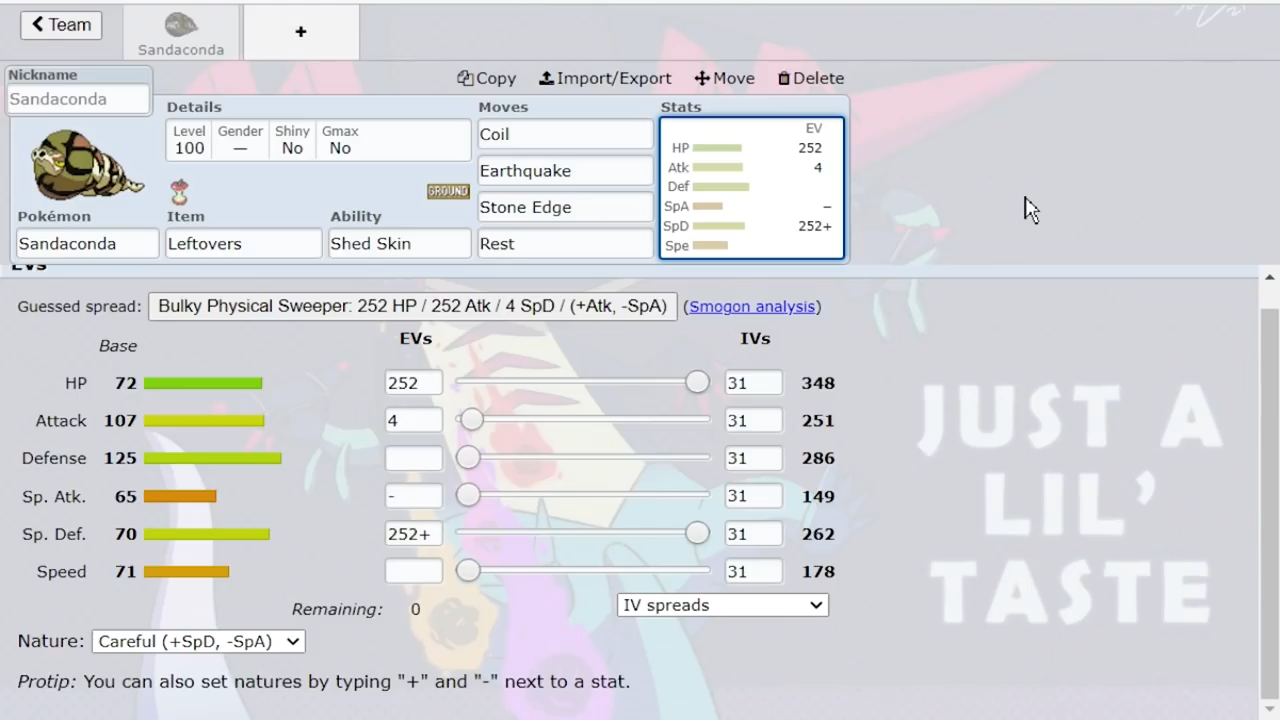 Team
Sandaconda
+
Nickname
Sandaconda
Copy Import/Export Move Delete
Details Moves Stats
Level Gender Shiny Gmax
100 — No No
GROUND
Pokémon Item Ability
Sandaconda Leftovers Shed Skin
Coil
Earthquake
Stone Edge
Rest
EV
HP 252
Atk 4
Def
SpA −
SpD 252+
Spe
EVs
Guessed spread: Bulky Physical Sweeper: 252 HP / 252 Atk / 4 SpD / (+Atk, -SpA) (Smogon analysis)
Base EVs IVs
HP 72 252 31 348
Attack 107 4 31 251
Defense 125 31 286
Sp. Atk. 65 - 31 149
Sp. Def. 70 252+ 31 262
Speed 71 31 178
Remaining: 0 IV spreads
Nature: Careful (+SpD, -SpA)
Protip: You can also set natures by typing "+" and "-" next to a stat.
JUST A
LIL'
TASTE